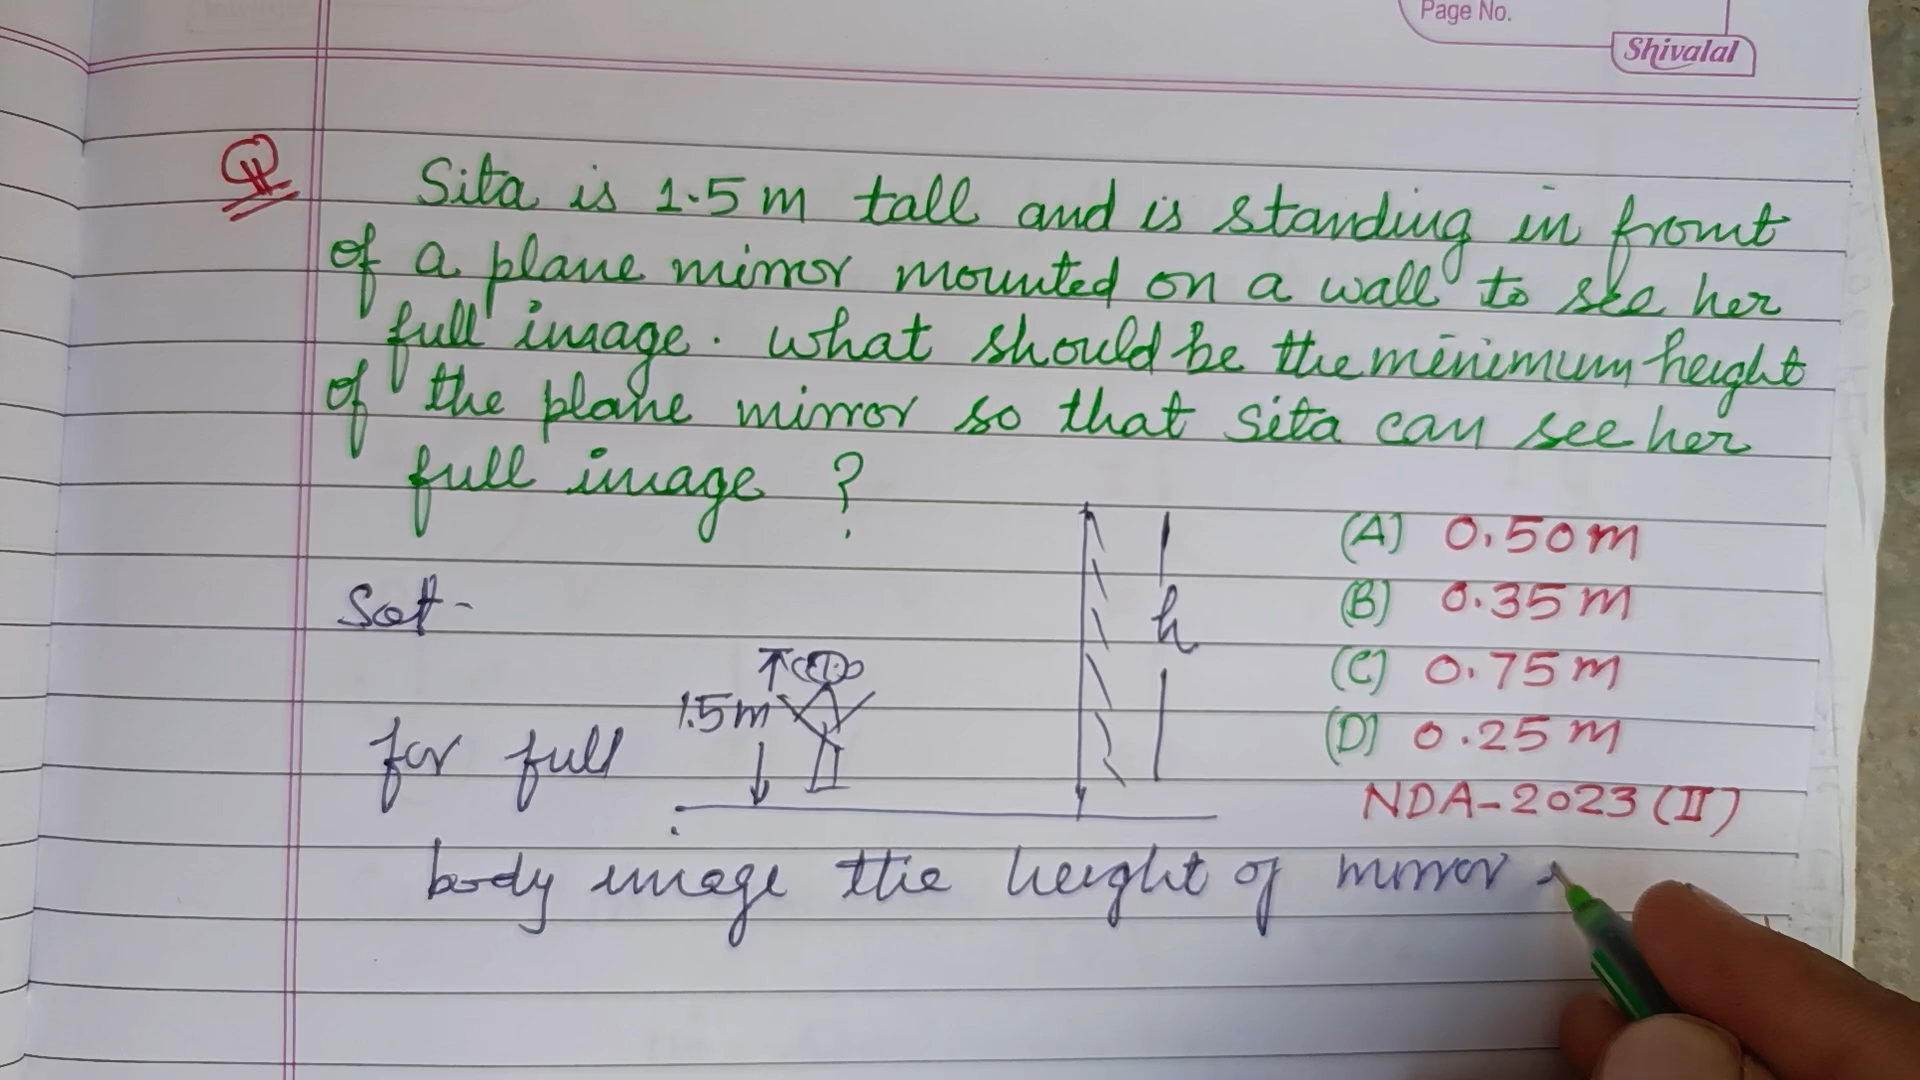 Page No.
Shivalal
Q
Sita is 1.5 m tall and is standing in front
of a plane mirror mounted on a wall to see her
full image. what should be the minimum height
of the plane mirror so that Sita can see her
full image ?
(A) 0.50 m
Sol-
h
(B) 0.35 m
(C) 0.75 m
1.5 m
(D) 0.25 m
for full
NDA-2023 (II)
body image the height of mirror